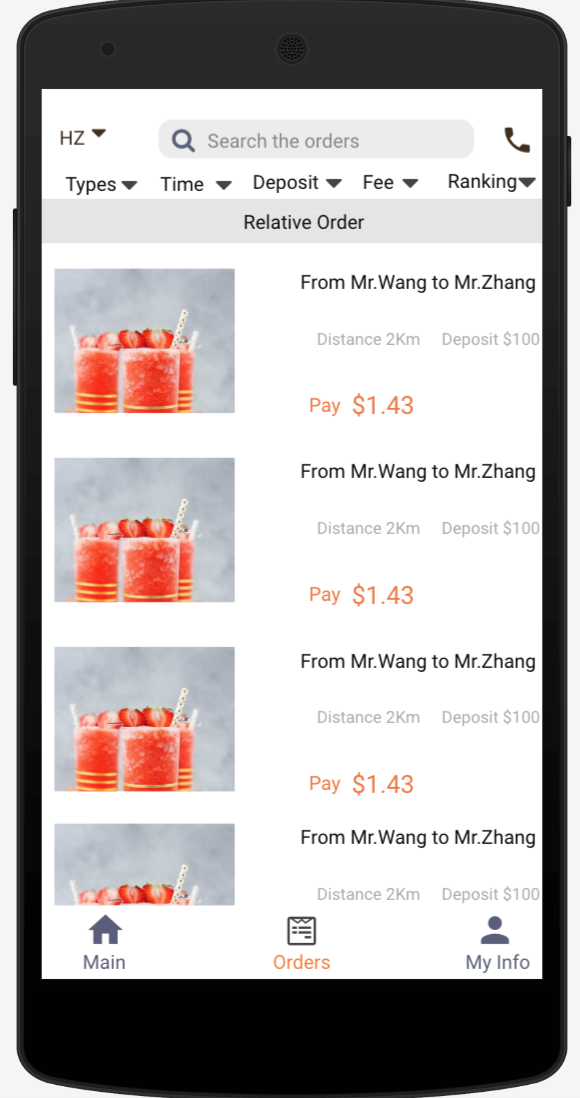 HZ
Search the orders
Types Time Deposit Fee Ranking
Relative Order
From Mr.Wang to Mr.Zhang
Distance 2Km Deposit $100
Pay $1.43
From Mr.Wang to Mr.Zhang
Distance 2Km Deposit $100
Pay $1.43
From Mr.Wang to Mr.Zhang
Distance 2Km Deposit $100
Pay $1.43
From Mr.Wang to Mr.Zhang
Distance 2Km Deposit $100
Main Orders My Info